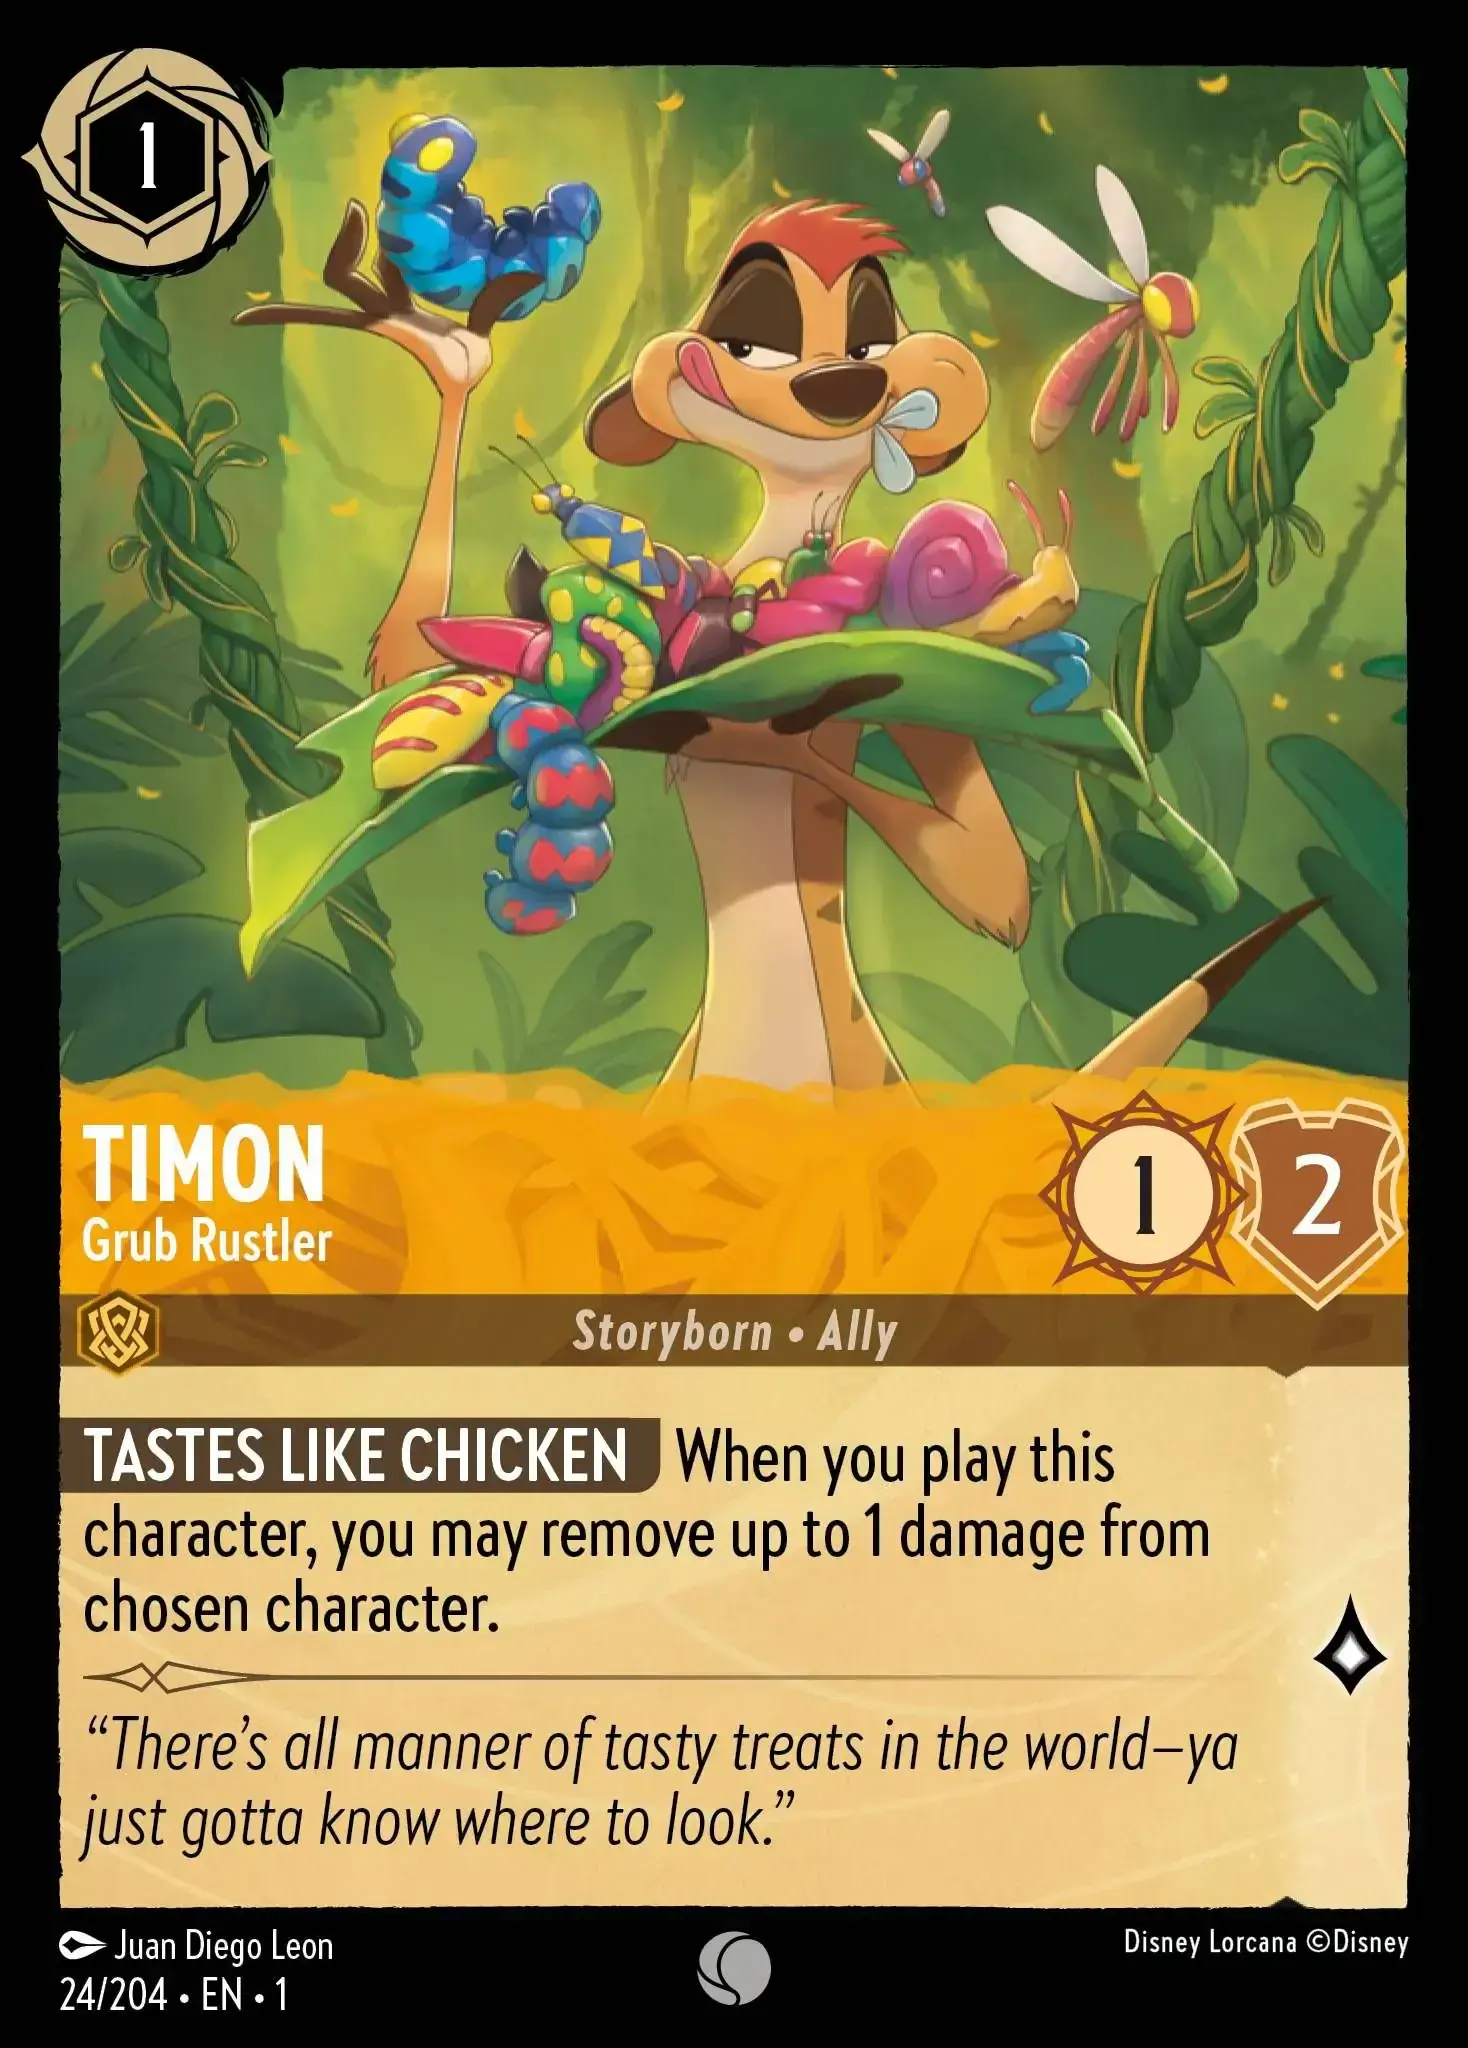 1
TIMON
Grub Rustler
1
2
Storyborn • Ally
TASTES LIKE CHICKEN When you play this
character, you may remove up to 1 damage from
chosen character.
“There’s all manner of tasty treats in the world—ya
just gotta know where to look.”
Juan Diego Leon
24/204 • EN • 1
Disney Lorcana ©Disney